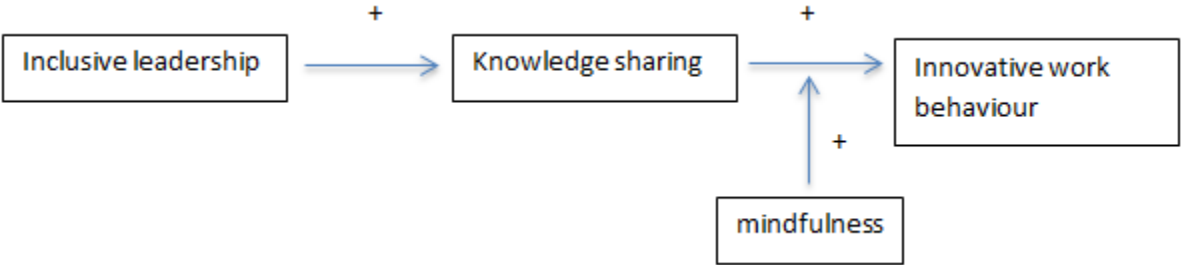 +
+
Inclusive leadership
Knowledge sharing
Innovative work
behaviour
+
mindfulness